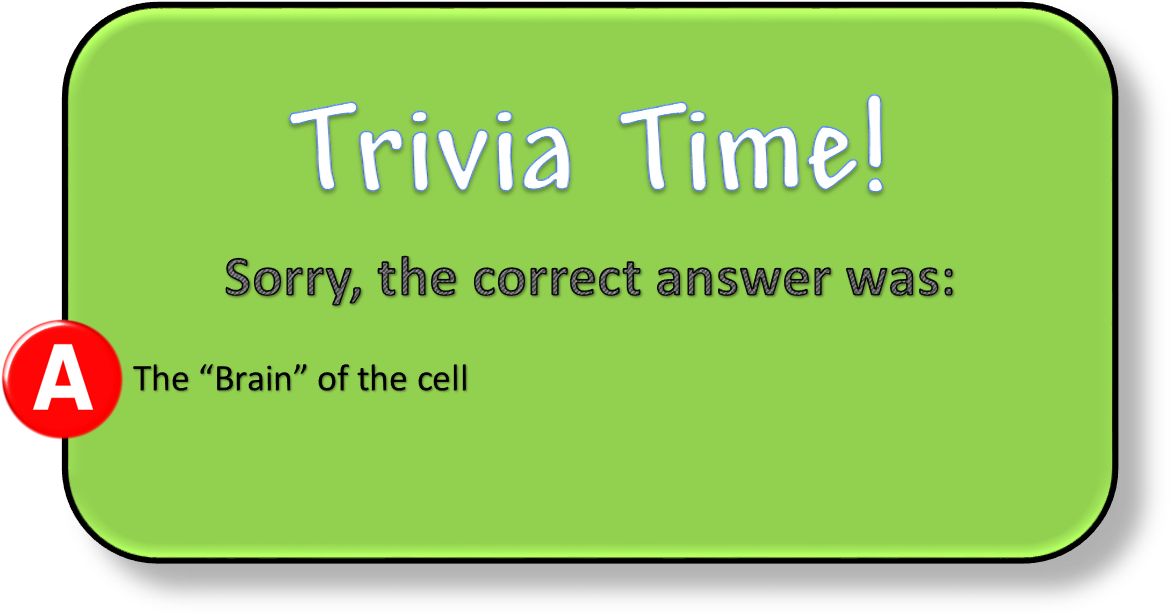 Trivia Time!
Sorry, the correct answer was:
A The “Brain” of the cell